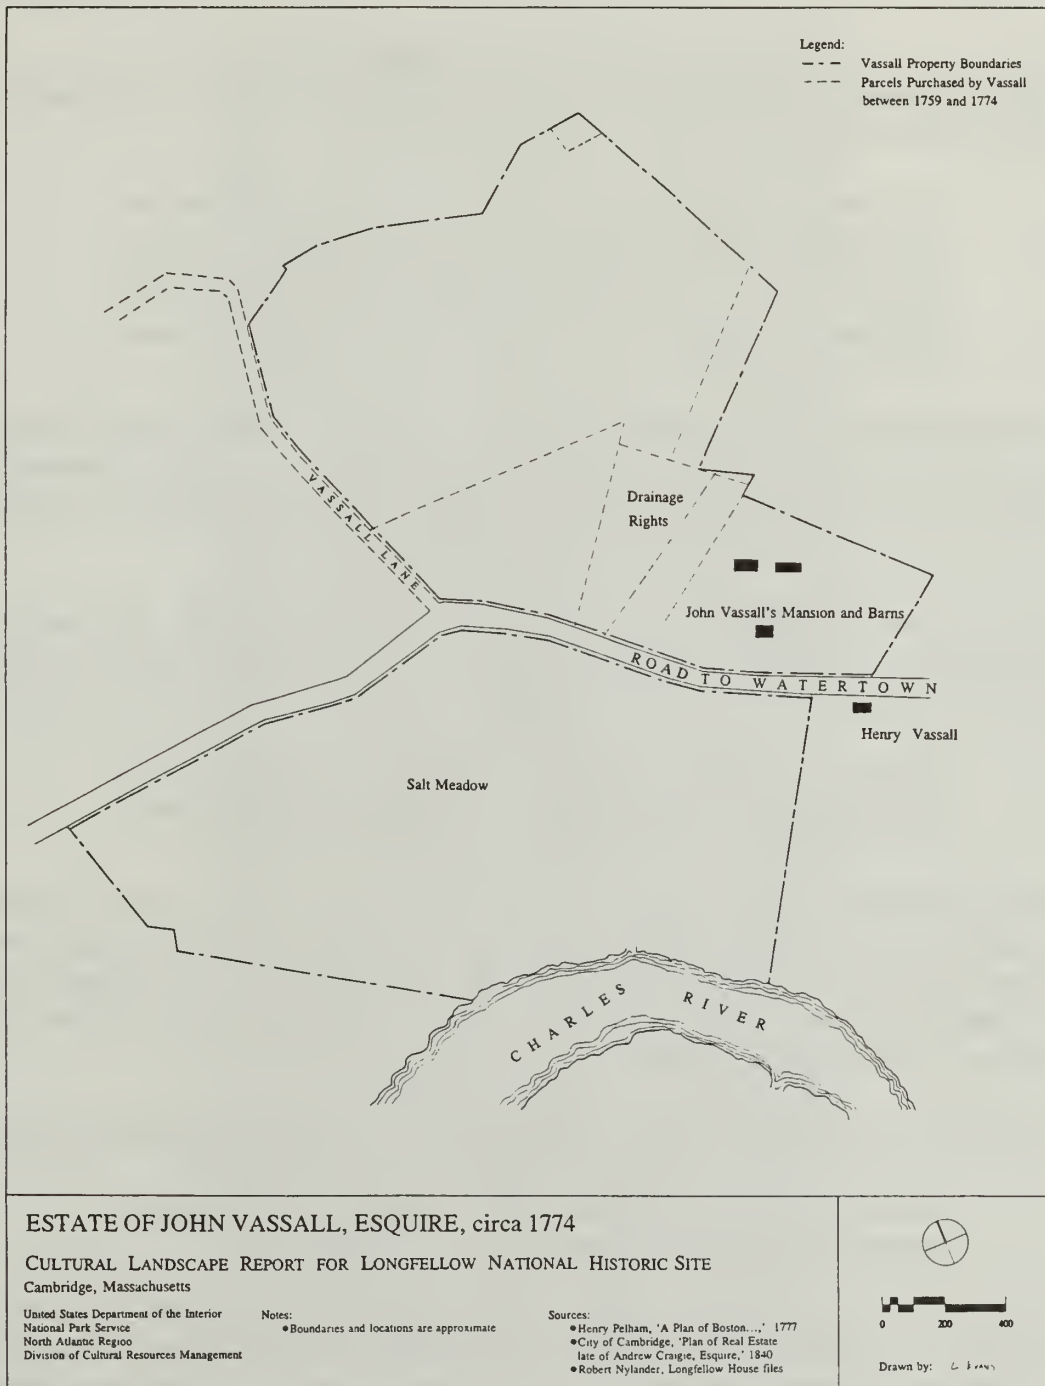 Legend:
Vassall Property Boundaries
Parcels Purchased by Vassall
between 1759 and 1774
VASSALL LANE
Drainage
Rights
John Vassall's Mansion and Barns
ROAD TO WATERTOWN
Henry Vassall
Salt Meadow
CHARLES RIVER
ESTATE OF JOHN VASSALL, ESQUIRE, circa 1774
CULTURAL LANDSCAPE REPORT FOR LONGFELLOW NATIONAL HISTORIC SITE
Cambridge, Massachusetts
United States Department of the Interior
National Park Service
North Atlantic Region
Division of Cultural Resources Management
Notes:
•Boundaries and locations are approximate
Sources:
•Henry Pelham, 'A Plan of Boston...,' 1777
•City of Cambridge, 'Plan of Real Estate
late of Andrew Craigie, Esquire,' 1840
•Robert Nylander, Longfellow House files
0 200 400
Drawn by: